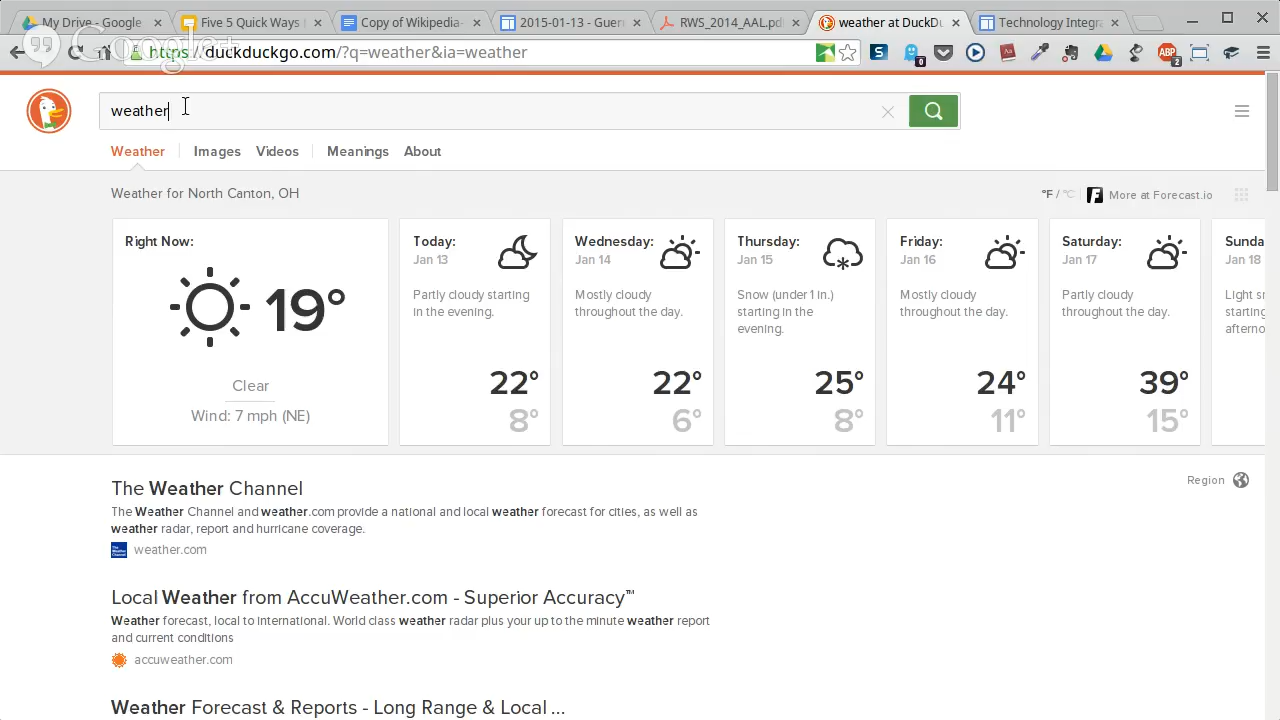 My Drive - Google
Five 5 Quick Ways
Copy of Wikipedia-
2015-01-13 - Guer
RWS_2014_AAL.pd
weather at DuckDu
Technology Integra
Google+
https://duckduckgo.com/?q=weather&ia=weather
0
ABP
2
weather
Weather
Images
Videos
Meanings
About
Weather for North Canton, OH
°F / °C
More at Forecast.io
Right Now:
19°
Clear
Wind: 7 mph (NE)
Today:
Jan 13
Partly cloudy starting
in the evening.
22°
8°
Wednesday:
Jan 14
Mostly cloudy
throughout the day.
22°
6°
Thursday:
Jan 15
Snow (under 1 in.)
starting in the
evening.
25°
8°
Friday:
Jan 16
Mostly cloudy
throughout the day.
24°
11°
Saturday:
Jan 17
Partly cloudy
throughout the day.
39°
15°
Sunda
Jan 18
Light sn
starting
afterno
Region
The Weather Channel
The Weather Channel and weather.com provide a national and local weather forecast for cities, as well as
weather radar, report and hurricane coverage.
weather.com
Local Weather from AccuWeather.com - Superior Accuracy™
Weather forecast, local to international. World class weather radar plus your up to the minute weather report
and current conditions
accuweather.com
Weather Forecast & Reports - Long Range & Local ...